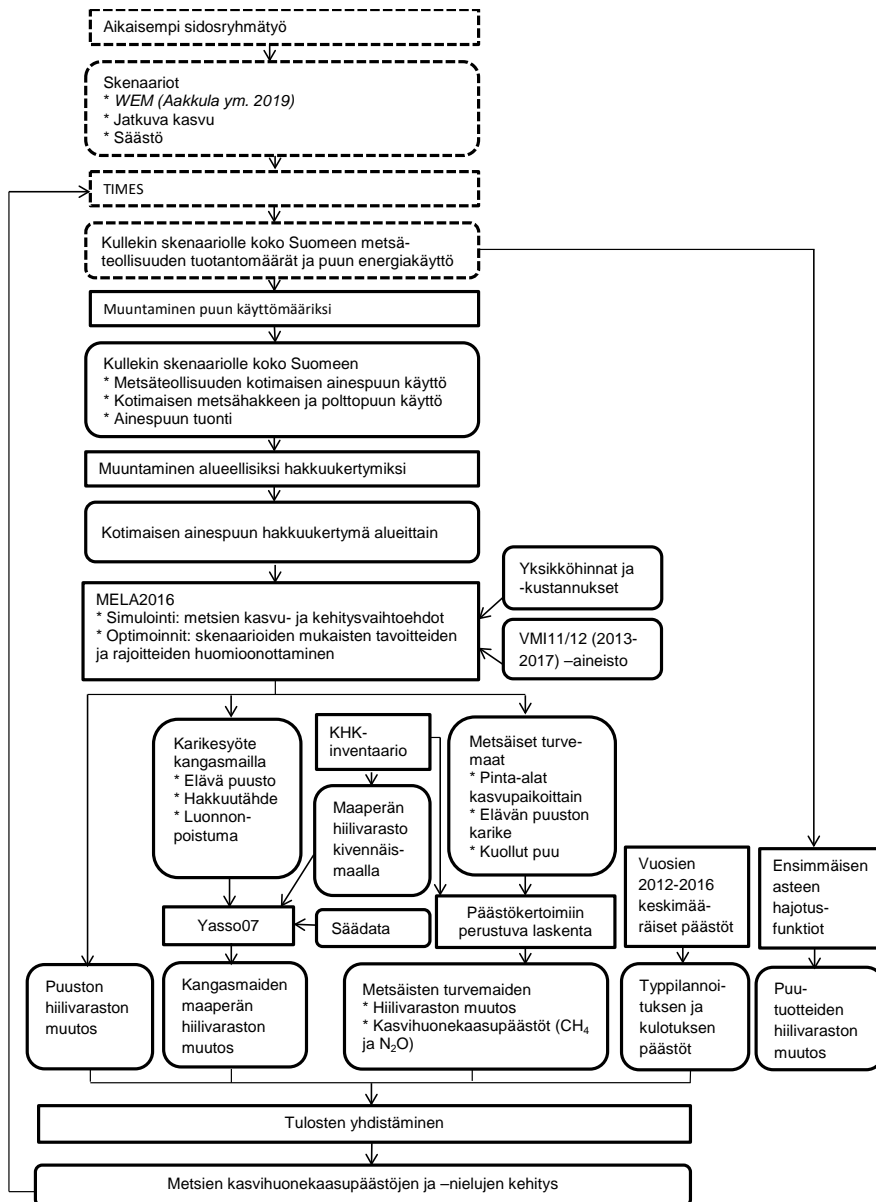 Aikaisempi sidosryhmätyö
Skenaariot
* WEM (Aakkula ym. 2019)
* Jatkuva kasvu
* Säästö
TIMES
Kullekin skenaariolle koko Suomeen metsä-
teollisuuden tuotantomäärät ja puun energiakäyttö
Muuntaminen puun käyttömääriksi
Kullekin skenaariolle koko Suomeen
* Metsäteollisuuden kotimaisen ainespuun käyttö
* Kotimaisen metsähakkeen ja polttopuun käyttö
* Ainespuun tuonti
Muuntaminen alueellisiksi hakkuukertymiksi
Kotimaisen ainespuun hakkuukertymä alueittain
Yksikköhinnat ja
-kustannukset
MELA2016
* Simulointi: metsien kasvu- ja kehitysvaihtoehdot
* Optimoinnit: skenaarioiden mukaisten tavoitteiden
ja rajoitteiden huomioonottaminen
VMI11/12 (2013-
2017) –aineisto
Karikesyöte
kangasmailla
* Elävä puusto
* Hakkuutähde
* Luonnon-
poistuma
KHK-
inventaario
Maaperän
hiilivarasto
kivennäis-
maalla
Metsäiset turve-
maat
* Pinta-alat
kasvupaikoittain
* Elävän puuston
karike
* Kuollut puu
Vuosien
2012-2016
keskimää-
räiset päästöt
Ensimmäisen
asteen
hajotus-
funktiot
Yasso07
Säädata
Päästökertoimiin
perustuva laskenta
Puuston
hiilivaraston
muutos
Kangasmaiden
maaperän
hiilivaraston
muutos
Metsäisten turvemaiden
* Hiilivaraston muutos
* Kasvihuonekaasupäästöt (CH₄
ja N₂O)
Typpilannoi-
tuksen ja
kulotuksen
päästöt
Puu-
tuotteiden
hiilivaraston
muutos
Tulosten yhdistäminen
Metsien kasvihuonekaasupäästöjen ja –nielujen kehitys